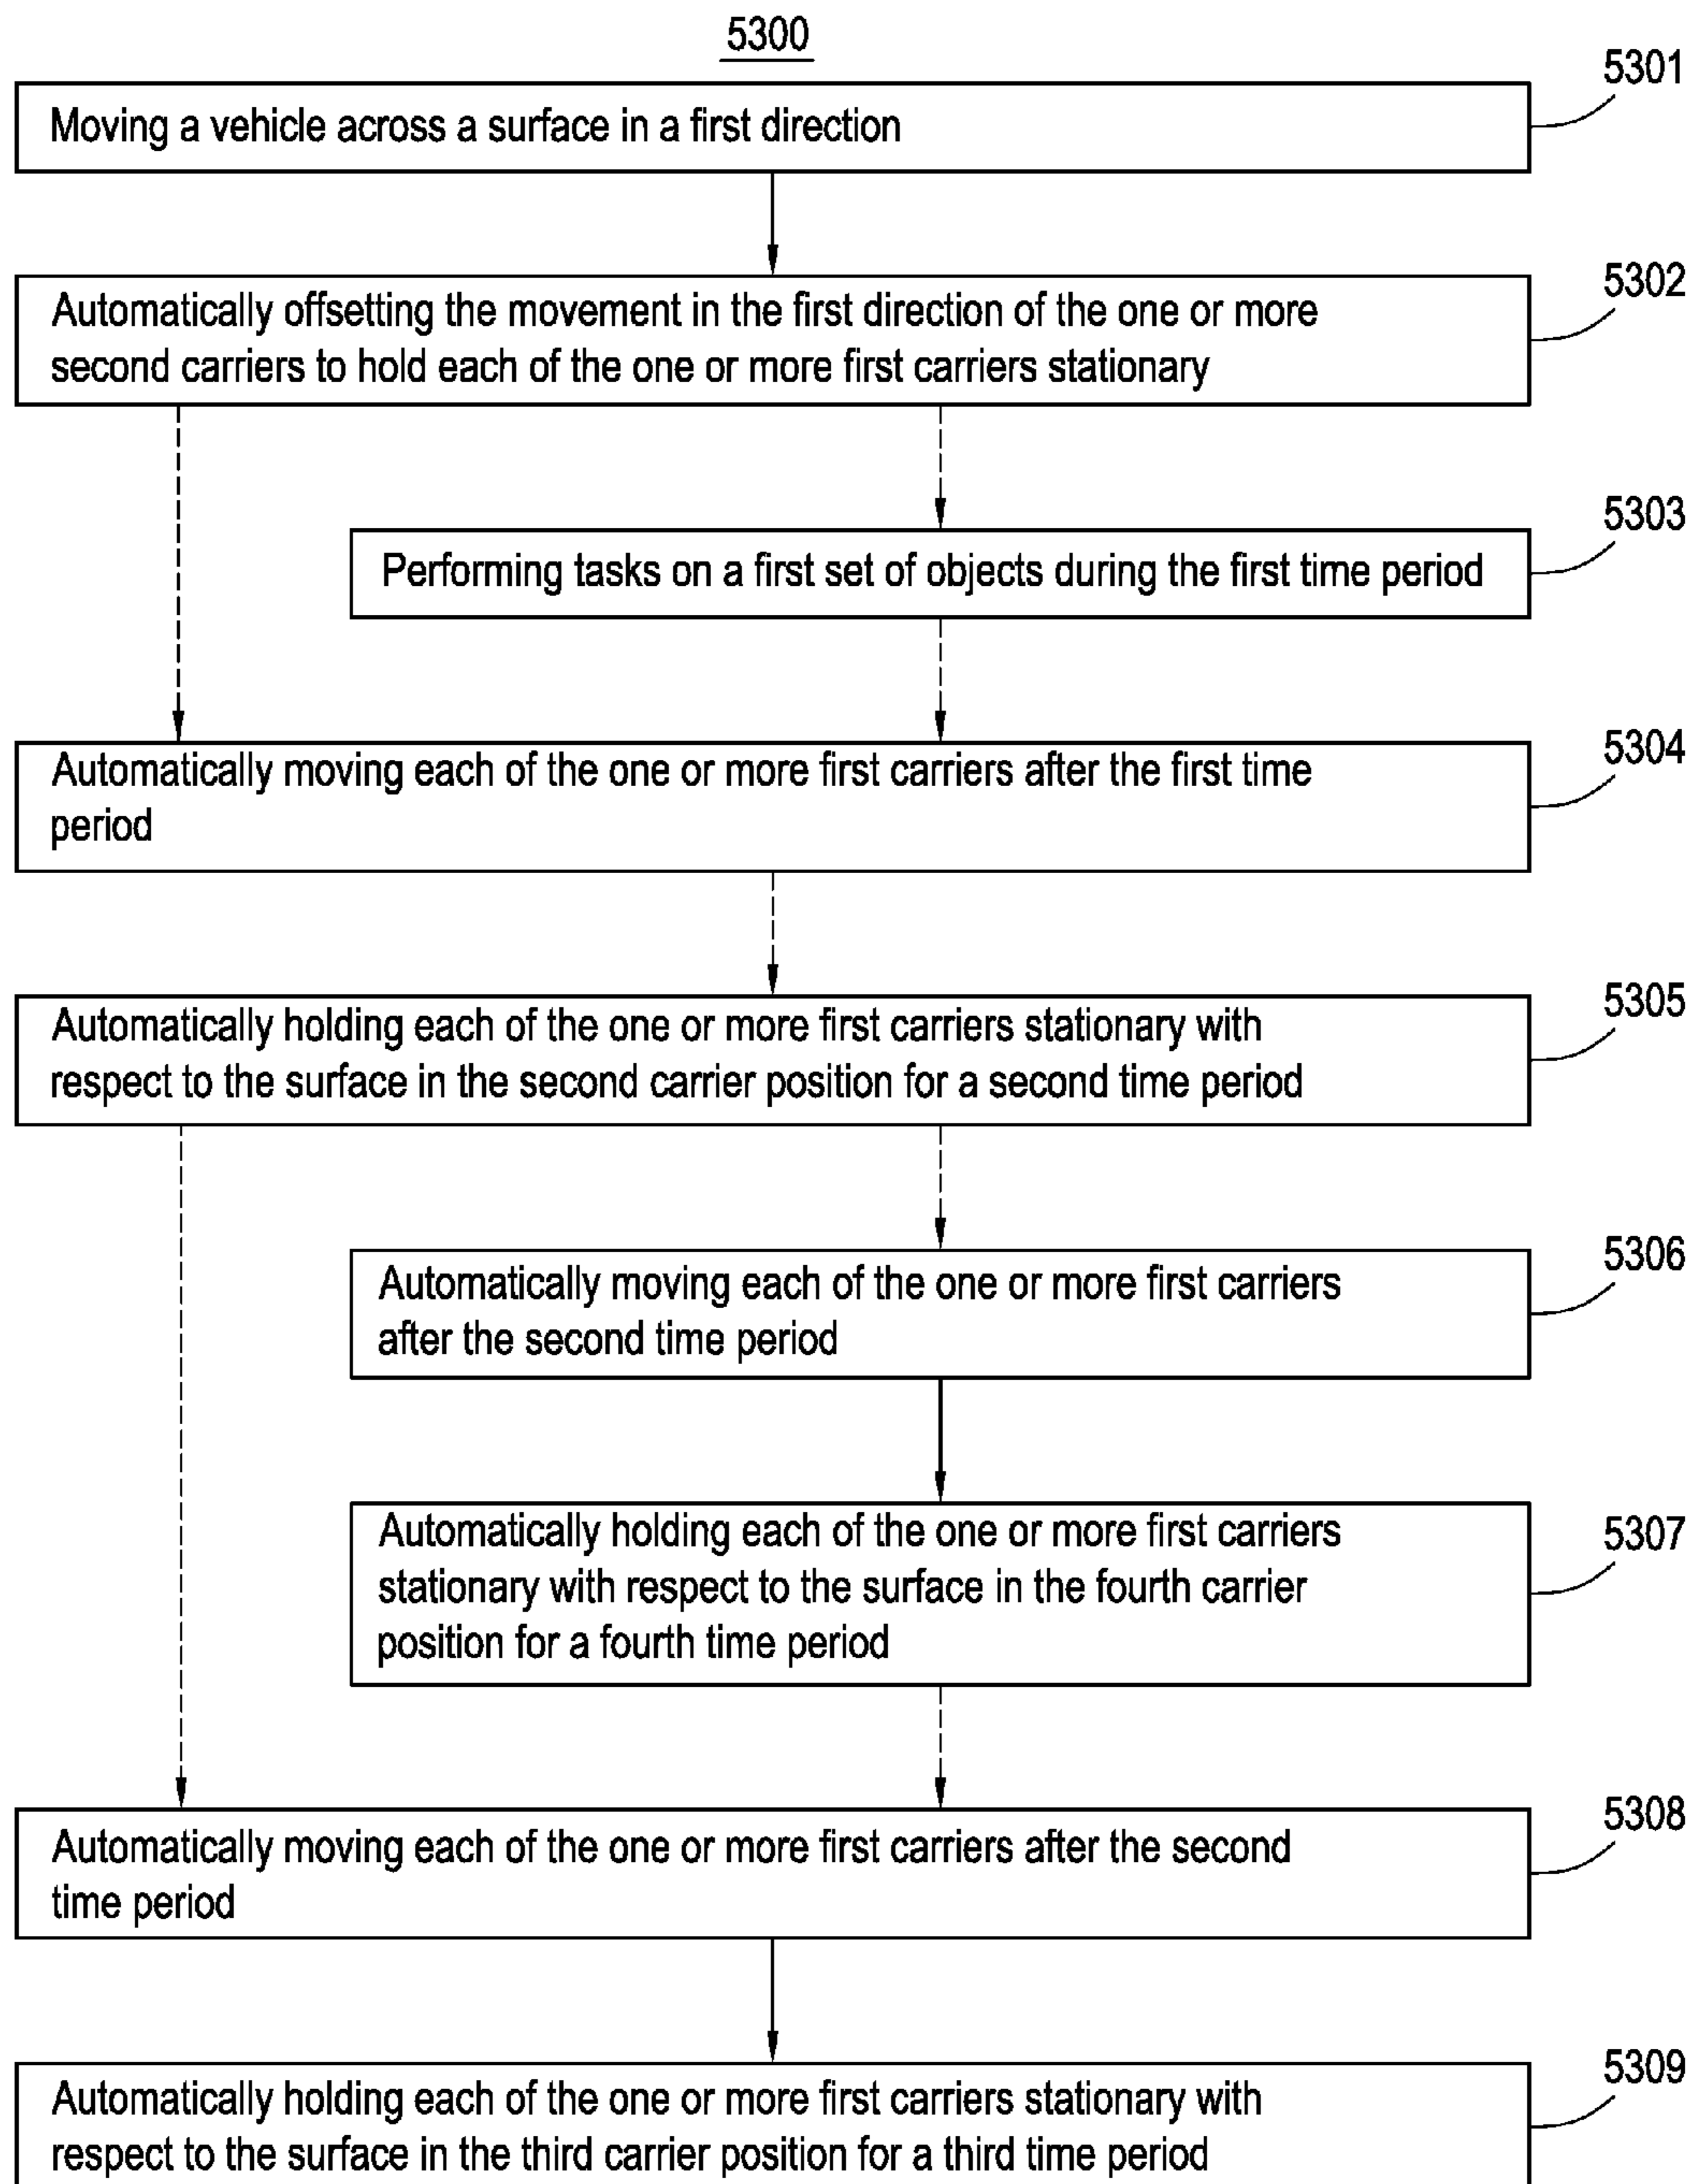 5300
5301
Moving a vehicle across a surface in a first direction
5302
Automatically offsetting the movement in the first direction of the one or more
second carriers to hold each of the one or more first carriers stationary
5303
Performing tasks on a first set of objects during the first time period
5304
Automatically moving each of the one or more first carriers after the first time
period
5305
Automatically holding each of the one or more first carriers stationary with
respect to the surface in the second carrier position for a second time period
5306
Automatically moving each of the one or more first carriers
after the second time period
5307
Automatically holding each of the one or more first carriers
stationary with respect to the surface in the fourth carrier
position for a fourth time period
5308
Automatically moving each of the one or more first carriers after the second
time period
5309
Automatically holding each of the one or more first carriers stationary with
respect to the surface in the third carrier position for a third time period